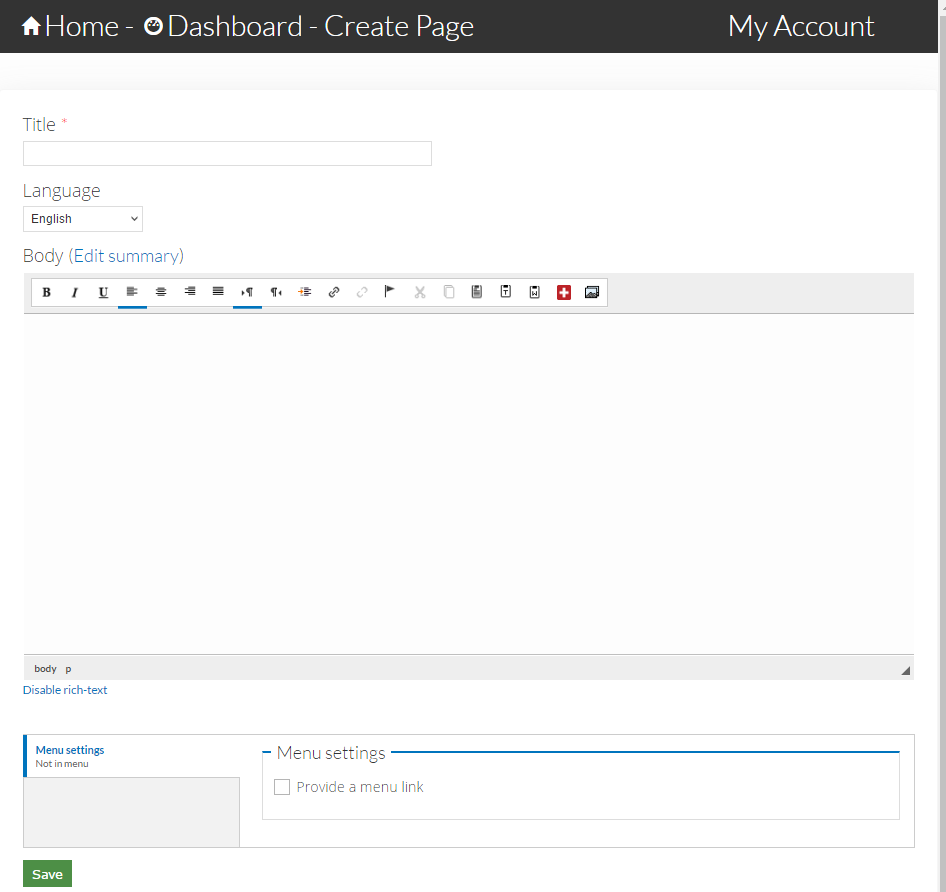 Home - Dashboard - Create Page My Account
Title *
Language
English
Body (Edit summary)
B I U
body p
Disable rich-text
Menu settings
Not in menu
Menu settings
Provide a menu link
Save